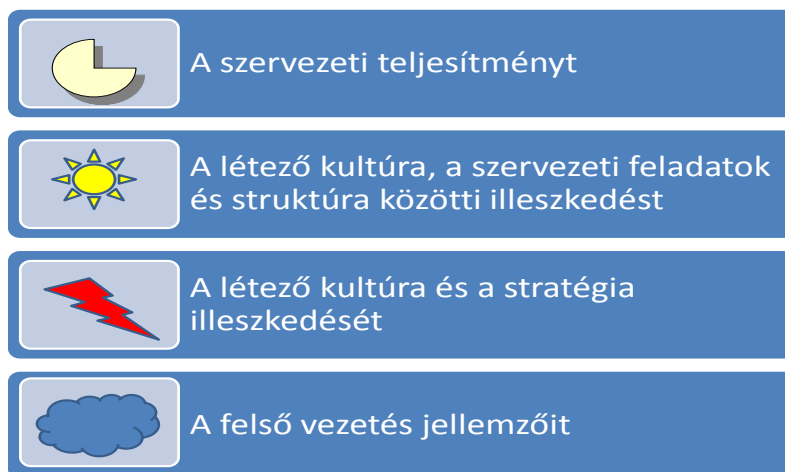 A szervezeti teljesítményt
A létező kultúra, a szervezeti feladatok
és struktúra közötti illeszkedést
A létező kultúra és a stratégia
illeszkedését
A felső vezetés jellemzőit